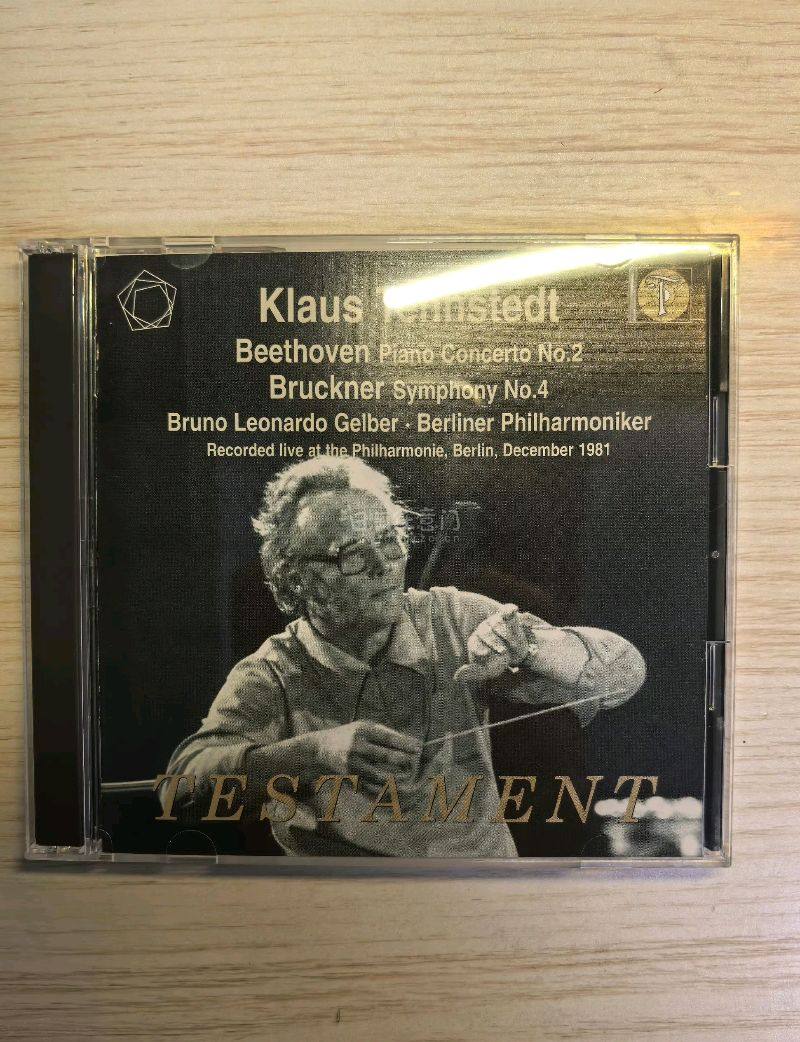 Klaus Tennstedt
Beethoven Piano Concerto No.2
Bruckner Symphony No.4
Bruno Leonardo Gelber · Berliner Philharmoniker
Recorded live at the Philharmonie, Berlin, December 1981
TESTAMENT